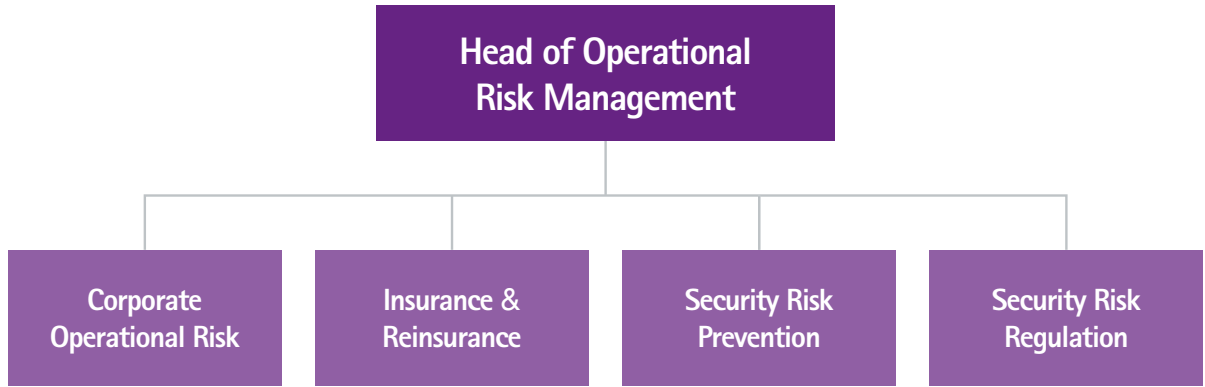 Head of Operational
Risk Management
Corporate
Operational Risk
Insurance &
Reinsurance
Security Risk
Prevention
Security Risk
Regulation